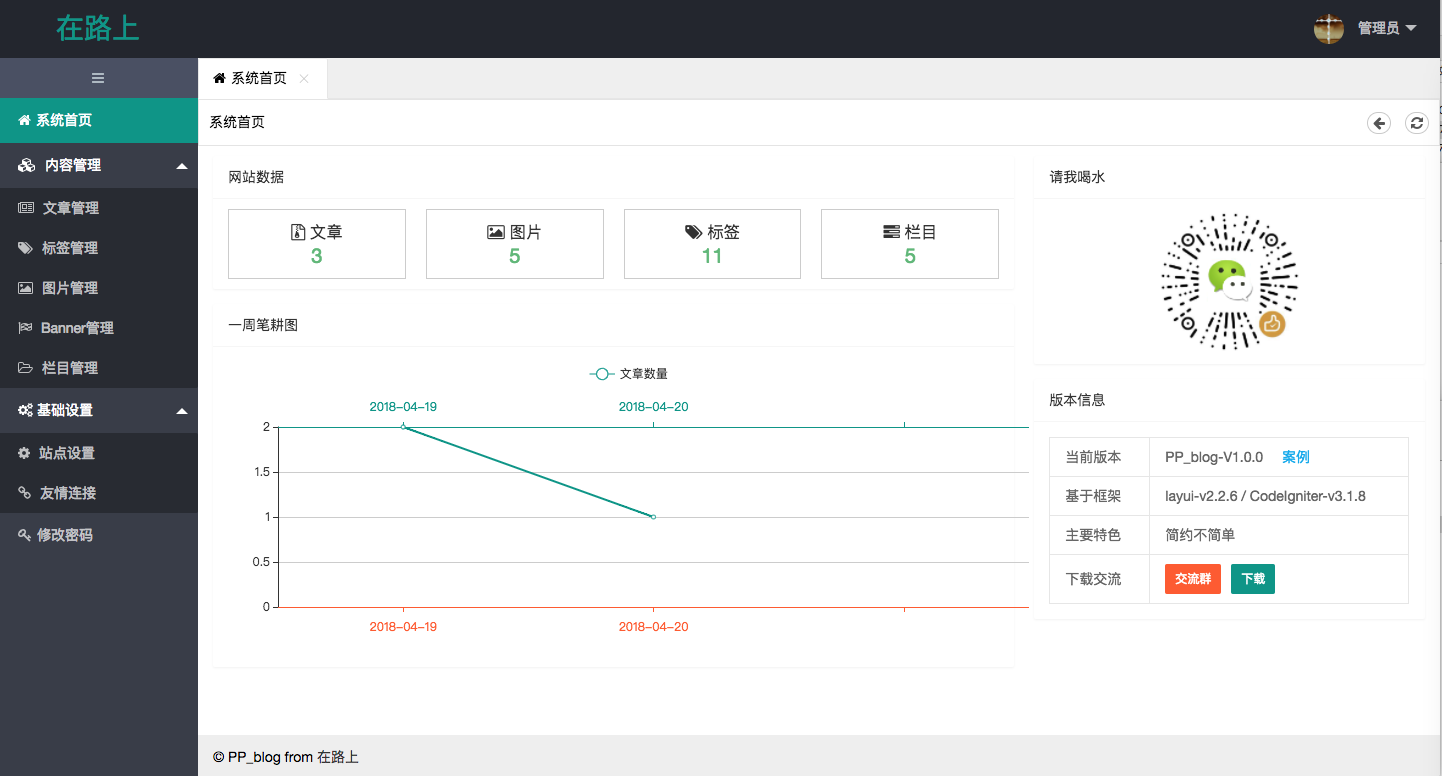 在路上
管理员
系统首页
内容管理
文章管理
标签管理
图片管理
Banner管理
栏目管理
基础设置
站点设置
友情连接
修改密码
系统首页
系统首页
网站数据
文章
3
图片
5
标签
11
栏目
5
一周笔耕图
文章数量
2018-04-19 2018-04-20
2
1.5
1
0.5
0
2018-04-19 2018-04-20
请我喝水
版本信息
当前版本 PP_blog-V1.0.0 案例
基于框架 layui-v2.2.6 / CodeIgniter-v3.1.8
主要特色 简约不简单
下载交流 交流群 下载
© PP_blog from 在路上